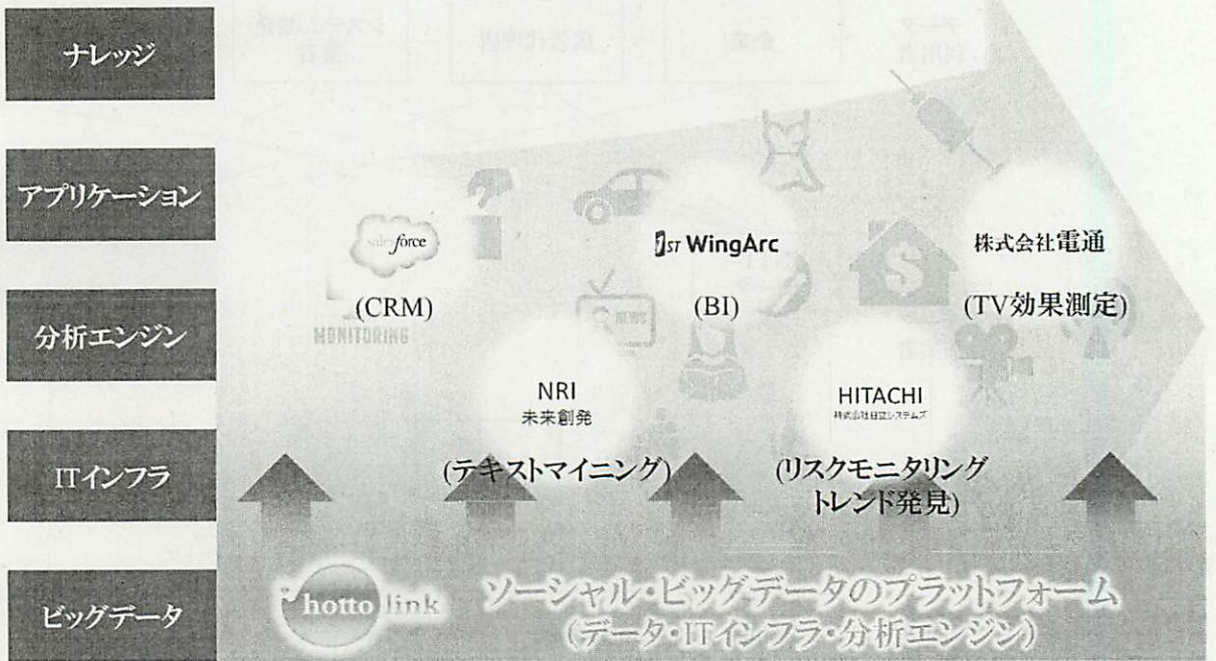 ナレッジ
アプリケーション
分析エンジン
ITインフラ
ビッグデータ
salesforce
(CRM)
1ST WingArc
(BI)
株式会社電通
(TV効果測定)
MONITORING
NEWS
NRI
未来創発
(テキストマイニング)
HITACHI
株式会社日立システムズ
(リスクモニタリング
トレンド発見)
hotto link
ソーシャル・ビッグデータのプラットフォーム
(データ・ITインフラ・分析エンジン)